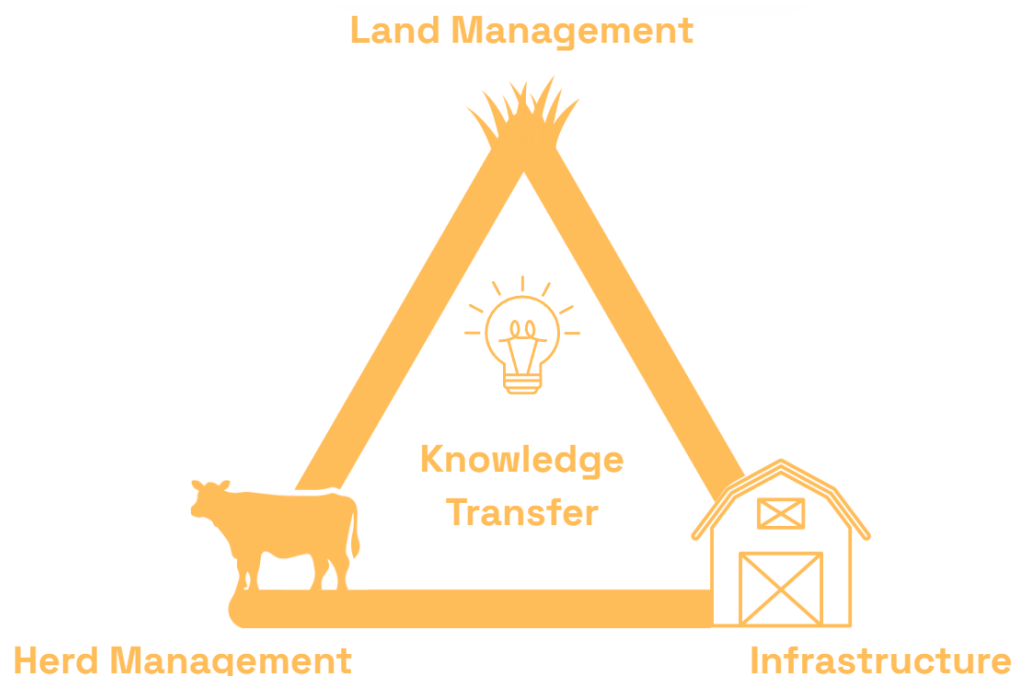 Land Management
Knowledge
Transfer
Herd Management
Infrastructure